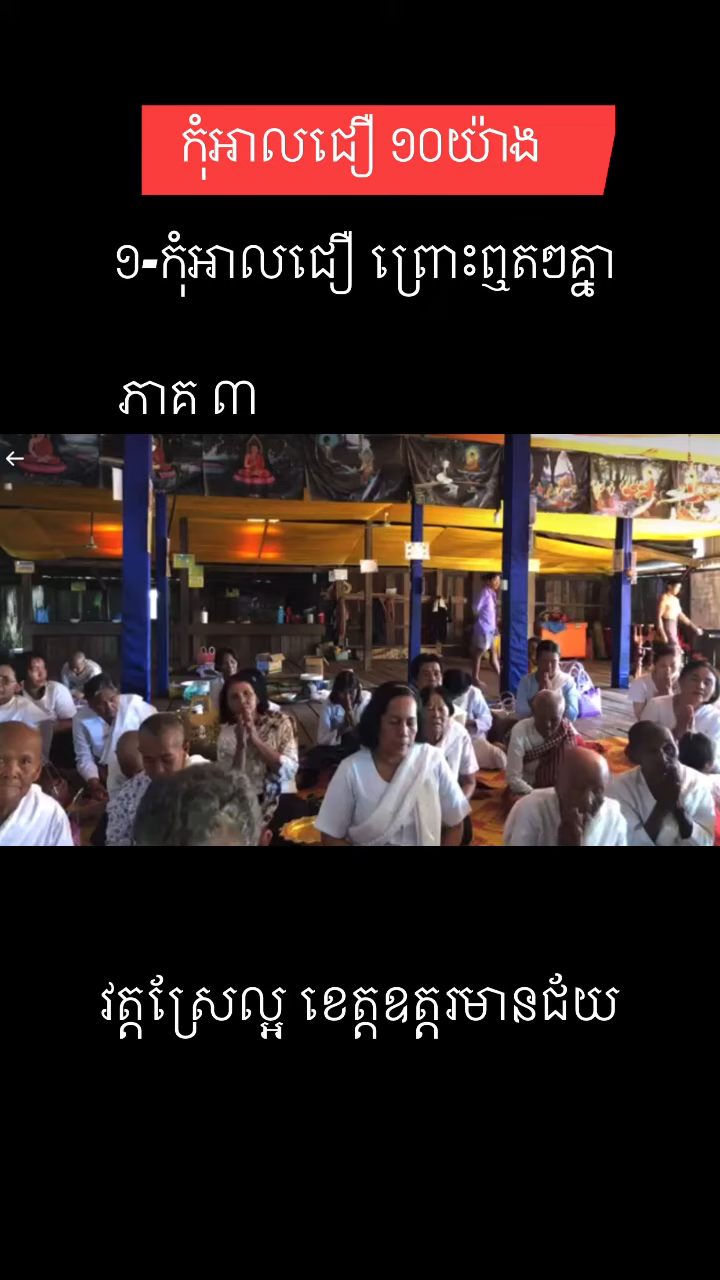 កុំអាលជឿ ១០យ៉ាង
១-កុំអាលជឿ ព្រោះឮតៗគ្នា
ភាគ ៣
វត្តស្រែល្អ ខេត្តឧត្តរមានជ័យ